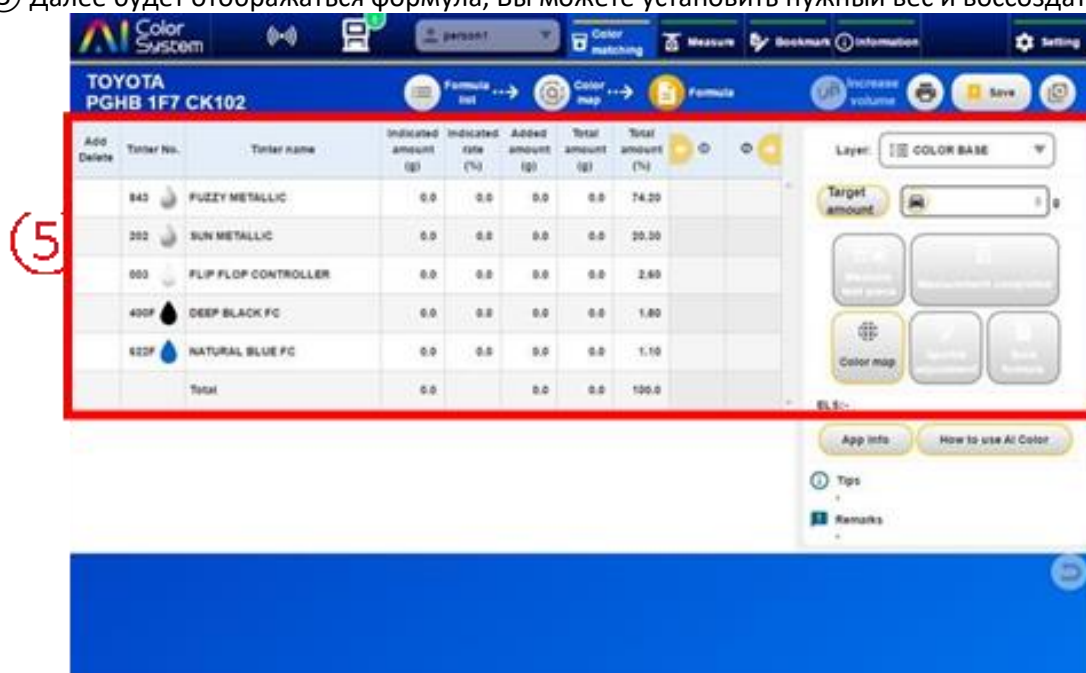 ⑤ Далее будет отображаться формула, Вы можете установить нужный вес и воссоздат
AI Color System person1 Color matching Measure Bookmark Information Setting
TOYOTA
PGHB 1F7 CK102
Formula list Color map Formula UP Increase volume Save
Add Delete Tinter No. Tinter name Indicated amount (g) Indicated rate (%) Added amount (g) Total amount (g) Total amount (%)
843 FUZZY METALLIC 0.0 0.0 0.0 0.0 74.20
202 SUN METALLIC 0.0 0.0 0.0 0.0 20.30
003 FLIP FLOP CONTROLLER 0.0 0.0 0.0 0.0 2.60
400F DEEP BLACK FC 0.0 0.0 0.0 0.0 1.80
622F NATURAL BLUE FC 0.0 0.0 0.0 0.0 1.10
Total 0.0 0.0 0.0 100.0
5
Layer: COLOR BASE
Target amount 0 g
Color map
ELS:-
App info How to use AI Color
Tips
-
Remarks
-